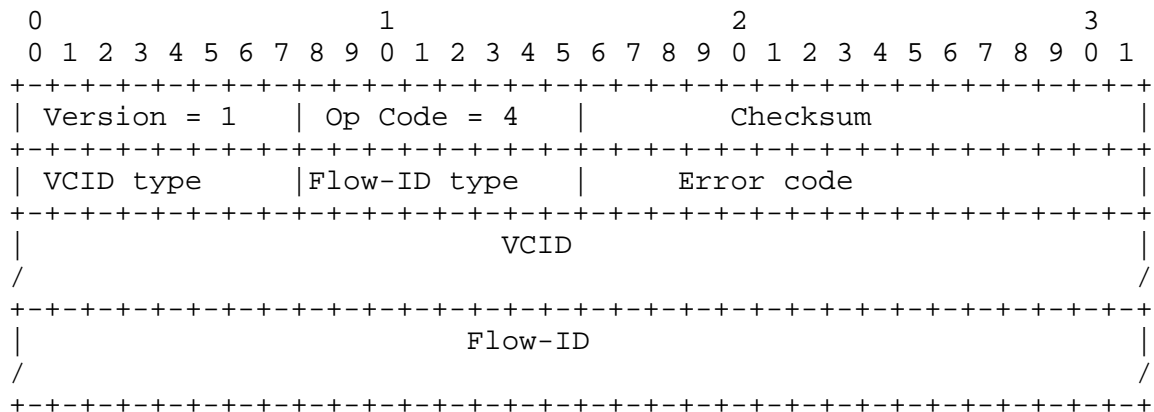 0                   1                   2                   3
 0 1 2 3 4 5 6 7 8 9 0 1 2 3 4 5 6 7 8 9 0 1 2 3 4 5 6 7 8 9 0 1
+-+-+-+-+-+-+-+-+-+-+-+-+-+-+-+-+-+-+-+-+-+-+-+-+-+-+-+-+-+-+-+-+
| Version = 1   | Op Code = 4   |        Checksum               |
+-+-+-+-+-+-+-+-+-+-+-+-+-+-+-+-+-+-+-+-+-+-+-+-+-+-+-+-+-+-+-+-+
| VCID type     |Flow-ID type   |     Error code                |
+-+-+-+-+-+-+-+-+-+-+-+-+-+-+-+-+-+-+-+-+-+-+-+-+-+-+-+-+-+-+-+-+
|                           VCID                                |
/                                                               /
+-+-+-+-+-+-+-+-+-+-+-+-+-+-+-+-+-+-+-+-+-+-+-+-+-+-+-+-+-+-+-+-+
|                         Flow-ID                               |
/                                                               /
+-+-+-+-+-+-+-+-+-+-+-+-+-+-+-+-+-+-+-+-+-+-+-+-+-+-+-+-+-+-+-+-+